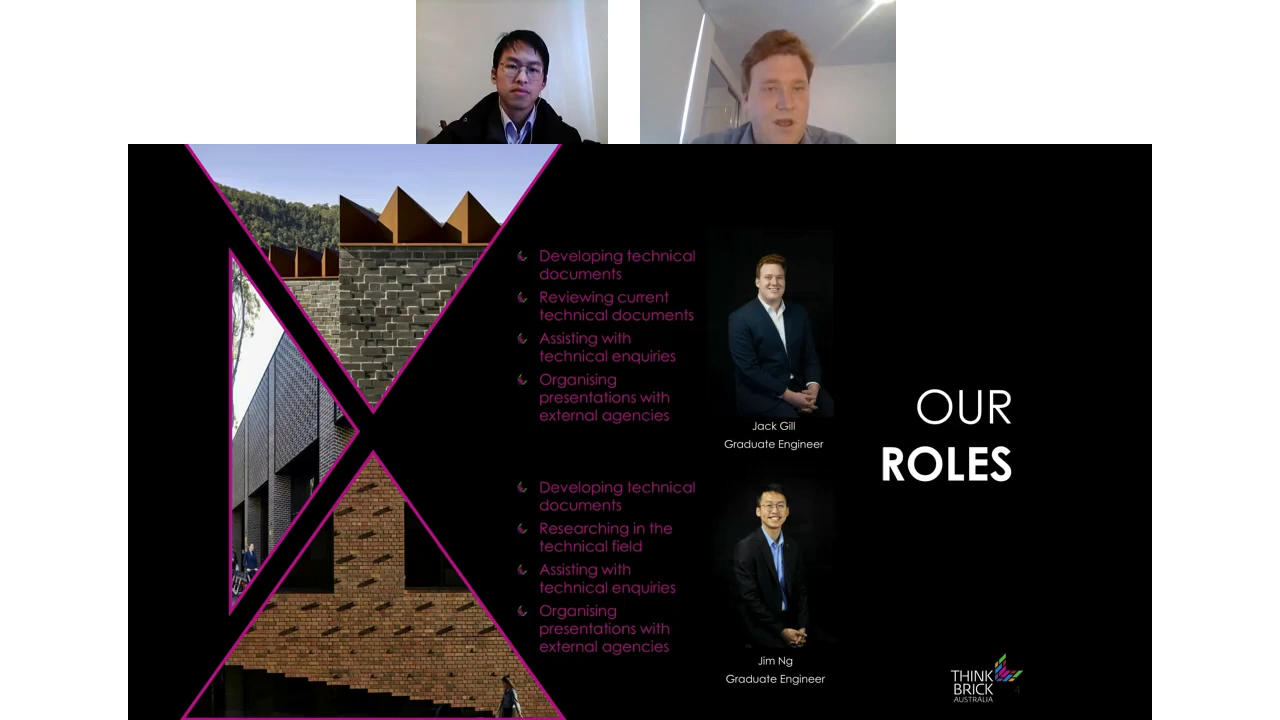 Developing technical
documents
Reviewing current
technical documents
Assisting with
technical enquiries
Organising
presentations with
external agencies
Jack Gill
Graduate Engineer
OUR
ROLES
Developing technical
documents
Researching in the
technical field
Assisting with
technical enquiries
Organising
presentations with
external agencies
Jim Ng
Graduate Engineer
THINK
BRICK
AUSTRALIA
4